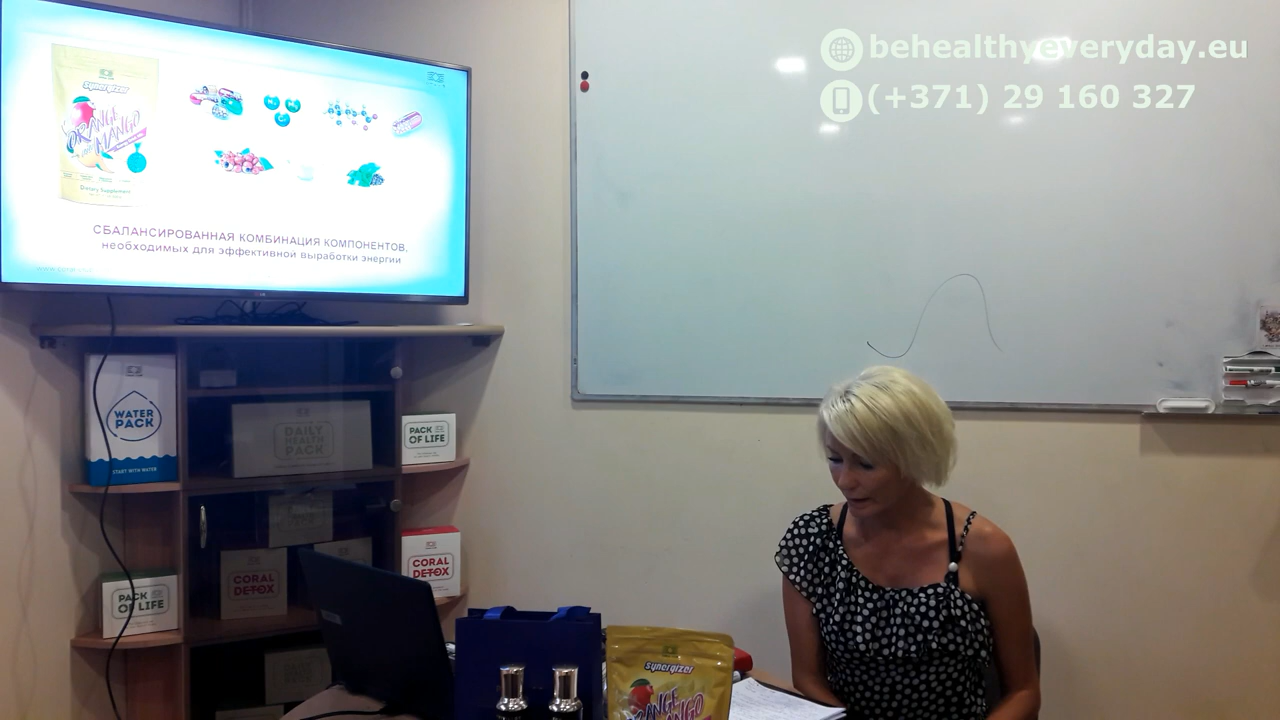 behealthyeveryday.eu
(+371) 29 160 327
synergizer
ORANGE
MANGO
Dietary Supplement
СБАЛАНСИРОВАННАЯ КОМБИНАЦИЯ КОМПОНЕНТОВ,
необходимых для эффективной выработки энергии
WATER
PACK
START WITH WATER
DAILY
HEALTH
PACK
PACK
OF LIFE
CORAL
DETOX
CORAL
DETOX
PACK
OF LIFE
synergizer
ORANGE
MANGO